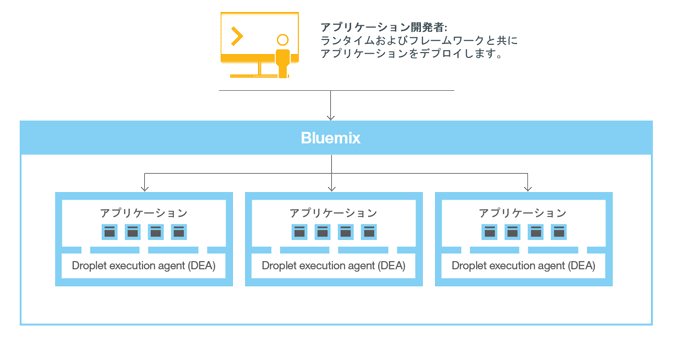 アプリケーション開発者:
ランタイムおよびフレームワークと共に
アプリケーションをデプロイします。
Bluemix
アプリケーション
Droplet execution agent (DEA)
アプリケーション
Droplet execution agent (DEA)
アプリケーション
Droplet execution agent (DEA)